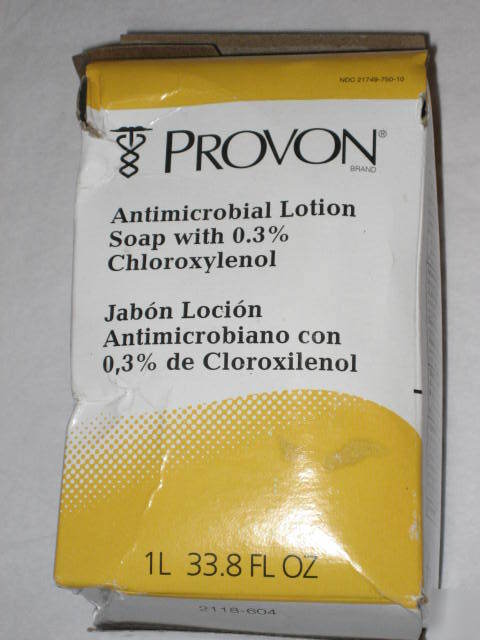 NDC 21749-750-10
PROVON®
BRAND
Antimicrobial Lotion
Soap with 0.3%
Chloroxylenol
Jabón Loción
Antimicrobiano con
0,3% de Cloroxilenol
1L 33.8 FL OZ
2118-604